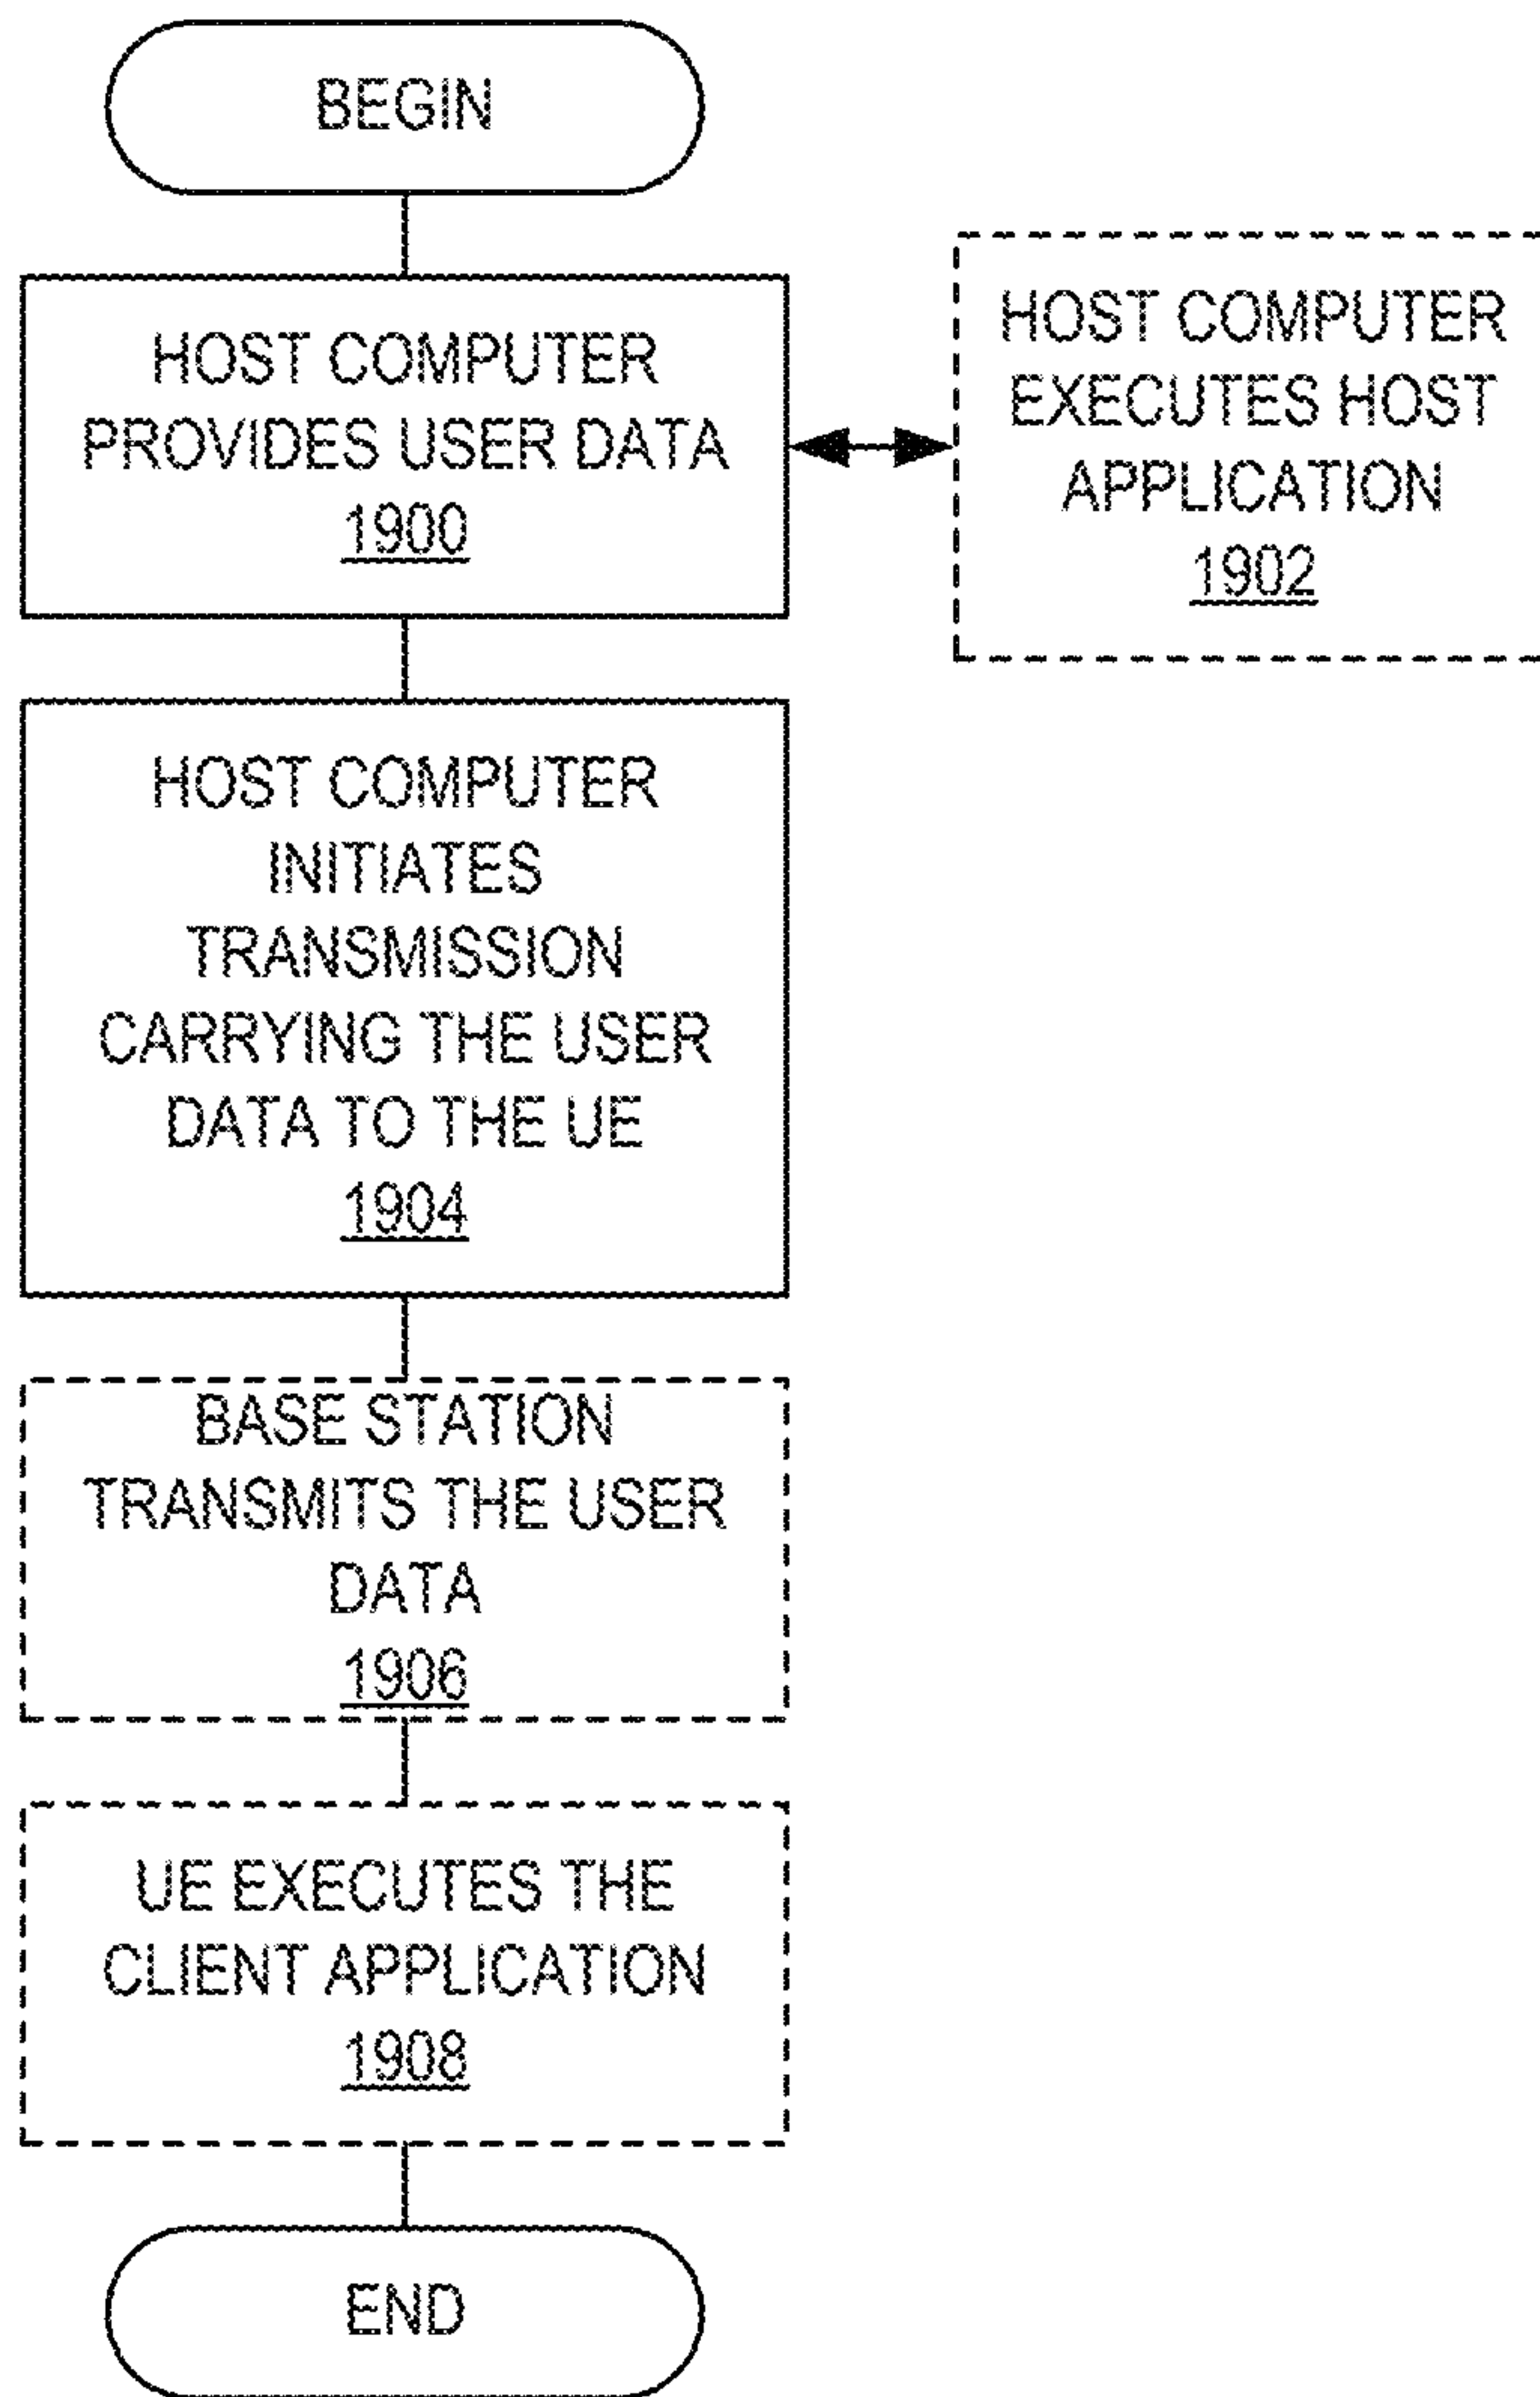 BEGIN
HOST COMPUTER
PROVIDES USER DATA
1900
HOST COMPUTER
EXECUTES HOST
APPLICATION
1902
HOST COMPUTER
INITIATES
TRANSMISSION
CARRYING THE USER
DATA TO THE UE
1904
BASE STATION
TRANSMITS THE USER
DATA
1906
UE EXECUTES THE
CLIENT APPLICATION
1908
END